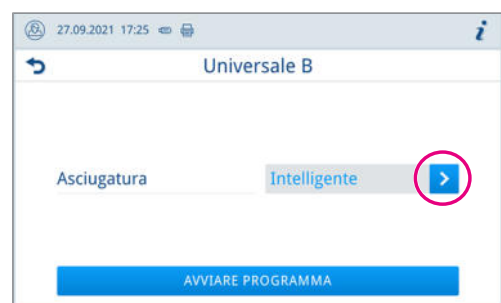 27.09.2021 17:25
Universale B
Asciugatura Intelligente
AVVIARE PROGRAMMA